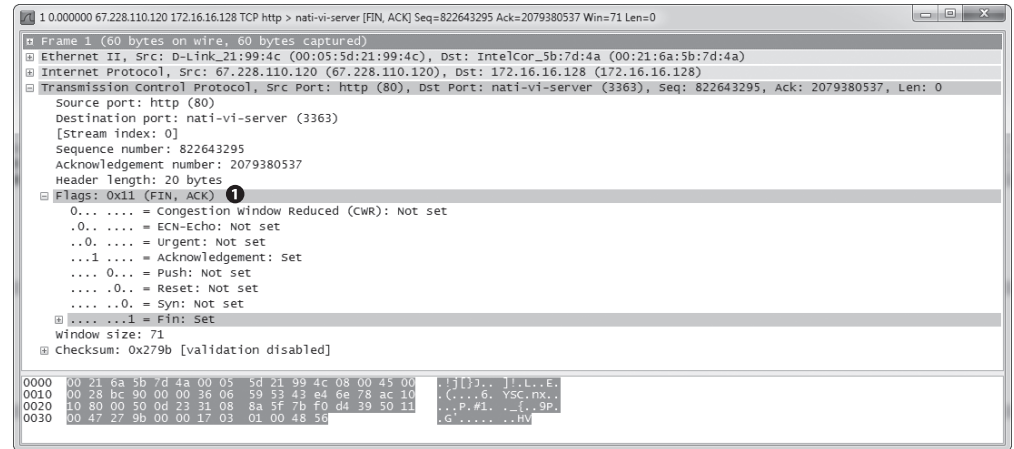 1 0.000000 67.228.110.120 172.16.16.128 TCP http > nati-vi-server [FIN, ACK] Seq=822643295 Ack=2079380537 Win=71 Len=0
Frame 1 (60 bytes on wire, 60 bytes captured)
Ethernet II, Src: D-Link_21:99:4c (00:05:5d:21:99:4c), Dst: IntelCor_5b:7d:4a (00:21:6a:5b:7d:4a)
Internet Protocol, Src: 67.228.110.120 (67.228.110.120), Dst: 172.16.16.128 (172.16.16.128)
Transmission Control Protocol, Src Port: http (80), Dst Port: nati-vi-server (3363), Seq: 822643295, Ack: 2079380537, Len: 0
Source port: http (80)
Destination port: nati-vi-server (3363)
[Stream index: 0]
Sequence number: 822643295
Acknowledgement number: 2079380537
Header length: 20 bytes
Flags: 0x11 (FIN, ACK) 1
0... .... = Congestion Window Reduced (CWR): Not set
.0.. .... = ECN-Echo: Not set
..0. .... = Urgent: Not set
...1 .... = Acknowledgement: Set
.... 0... = Push: Not set
.... .0.. = Reset: Not set
.... ..0. = Syn: Not set
.... ...1 = Fin: Set
Window size: 71
Checksum: 0x279b [validation disabled]
0000 00 21 6a 5b 7d 4a 00 05 5d 21 99 4c 08 00 45 00 .!j[}J.. ]!.L..E.
0010 00 28 bc 90 00 00 36 06 59 53 43 e4 6e 78 ac 10 .(....6. YSC.nx..
0020 10 80 00 50 0d 23 31 08 8a 5f 7b f0 d4 39 50 11 ...P.#1. ._{..9P.
0030 00 47 27 9b 00 00 17 03 01 00 48 56 .G'..... ..HV